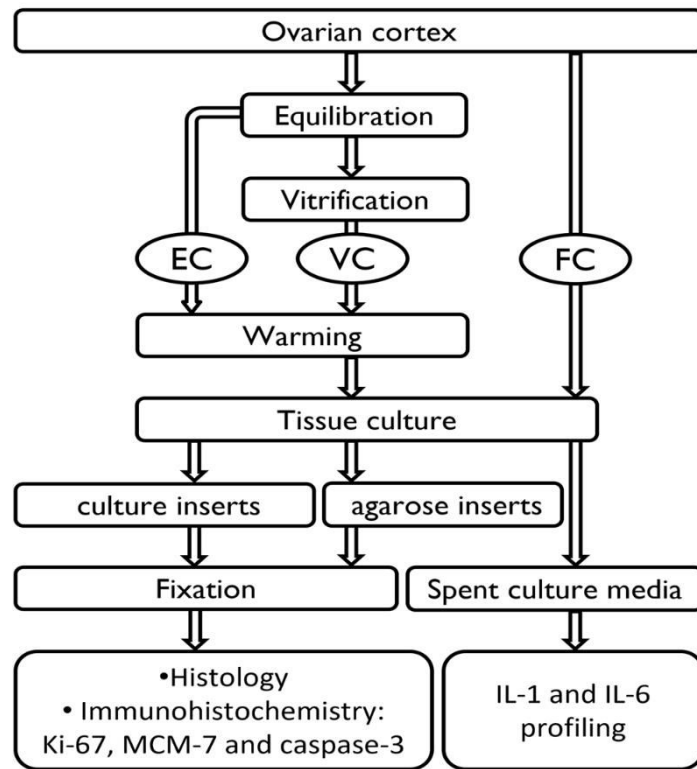 Ovarian cortex
Equilibration
Vitrification
EC
VC
FC
Warming
Tissue culture
culture inserts
agarose inserts
Fixation
Spent culture media
•Histology
• Immunohistochemistry:
Ki-67, MCM-7 and caspase-3
IL-1 and IL-6
profiling